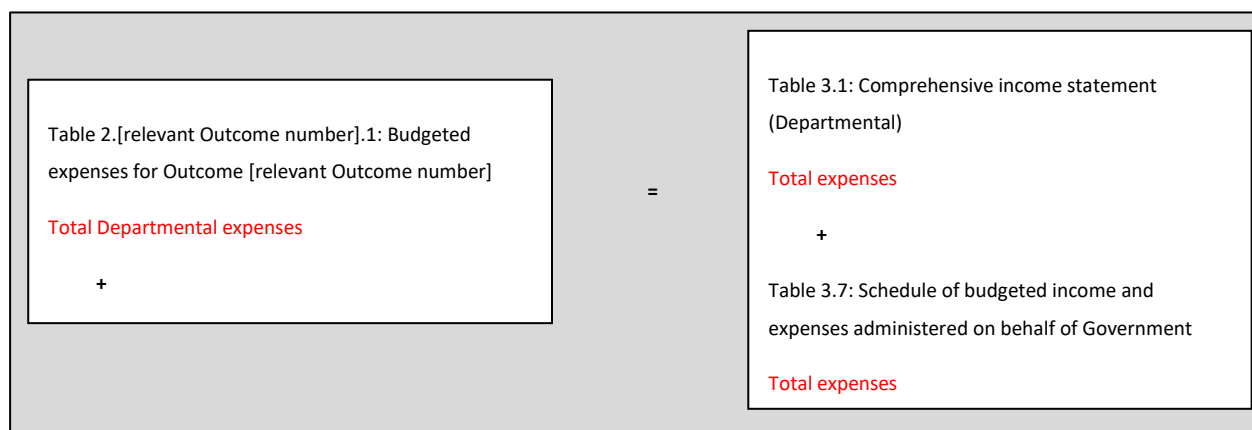 Table 2.[relevant Outcome number].1: Budgeted
expenses for Outcome [relevant Outcome number]
Total Departmental expenses
+
=
Table 3.1: Comprehensive income statement
(Departmental)
Total expenses
+
Table 3.7: Schedule of budgeted income and
expenses administered on behalf of Government
Total expenses